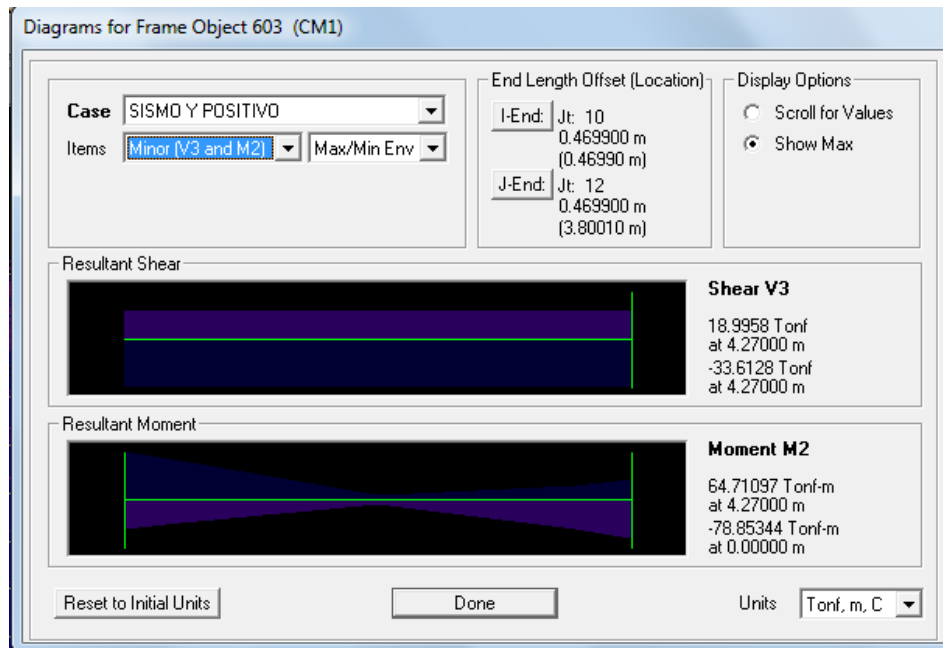 Diagrams for Frame Object 603 (CM1)
Case SISMO Y POSITIVO
Items Minor (V3 and M2) Max/Min Env
End Length Offset (Location)
I-End: Jt: 10
0.469900 m
(0.46990 m)
J-End: Jt: 12
0.469900 m
(3.80010 m)
Display Options
Scroll for Values
Show Max
Resultant Shear
Shear V3
18.9958 Tonf
at 4.27000 m
-33.6128 Tonf
at 4.27000 m
Resultant Moment
Moment M2
64.71097 Tonf-m
at 4.27000 m
-78.85344 Tonf-m
at 0.00000 m
Reset to Initial Units
Done
Units Tonf, m, C